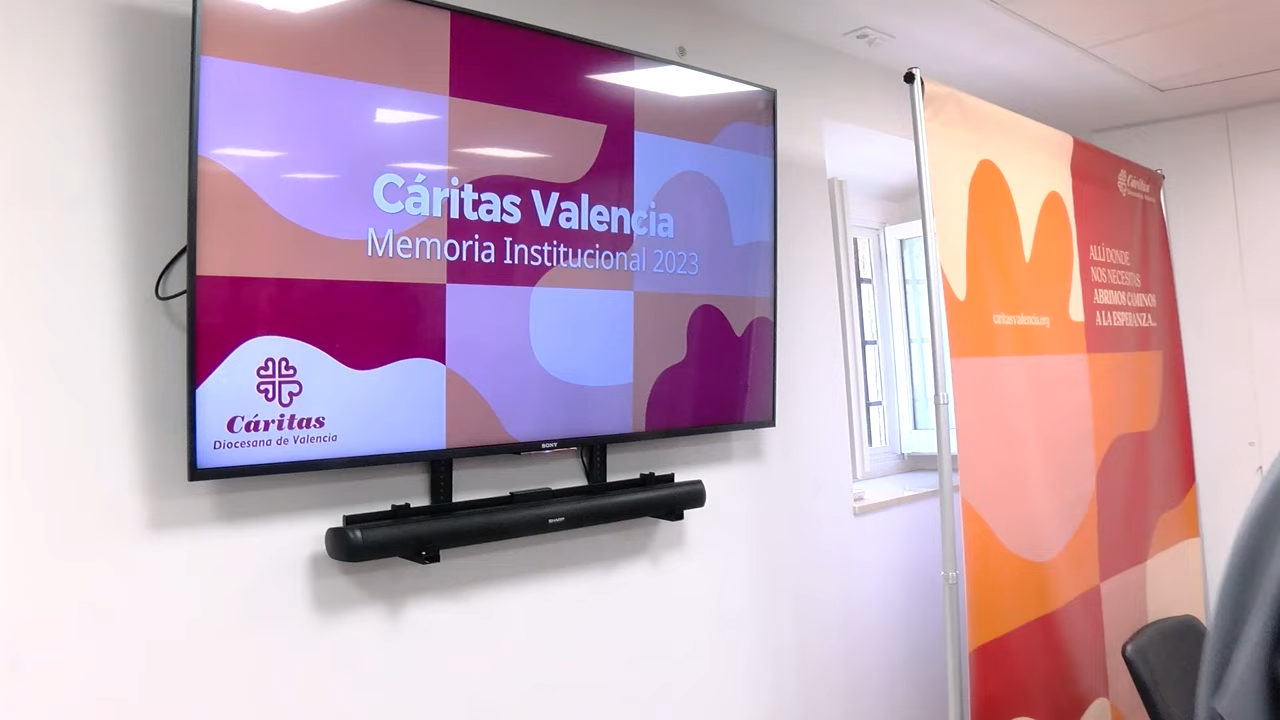 Cáritas Valencia
Memoria Institucional 2023
Cáritas
Diocesana de Valencia
SONY
SHARP
Cáritas
ALLÍ DONDE
NOS NECESITAS
ABRIMOS CAMINOS
A LA ESPERANZA...
caritasvalencia.org